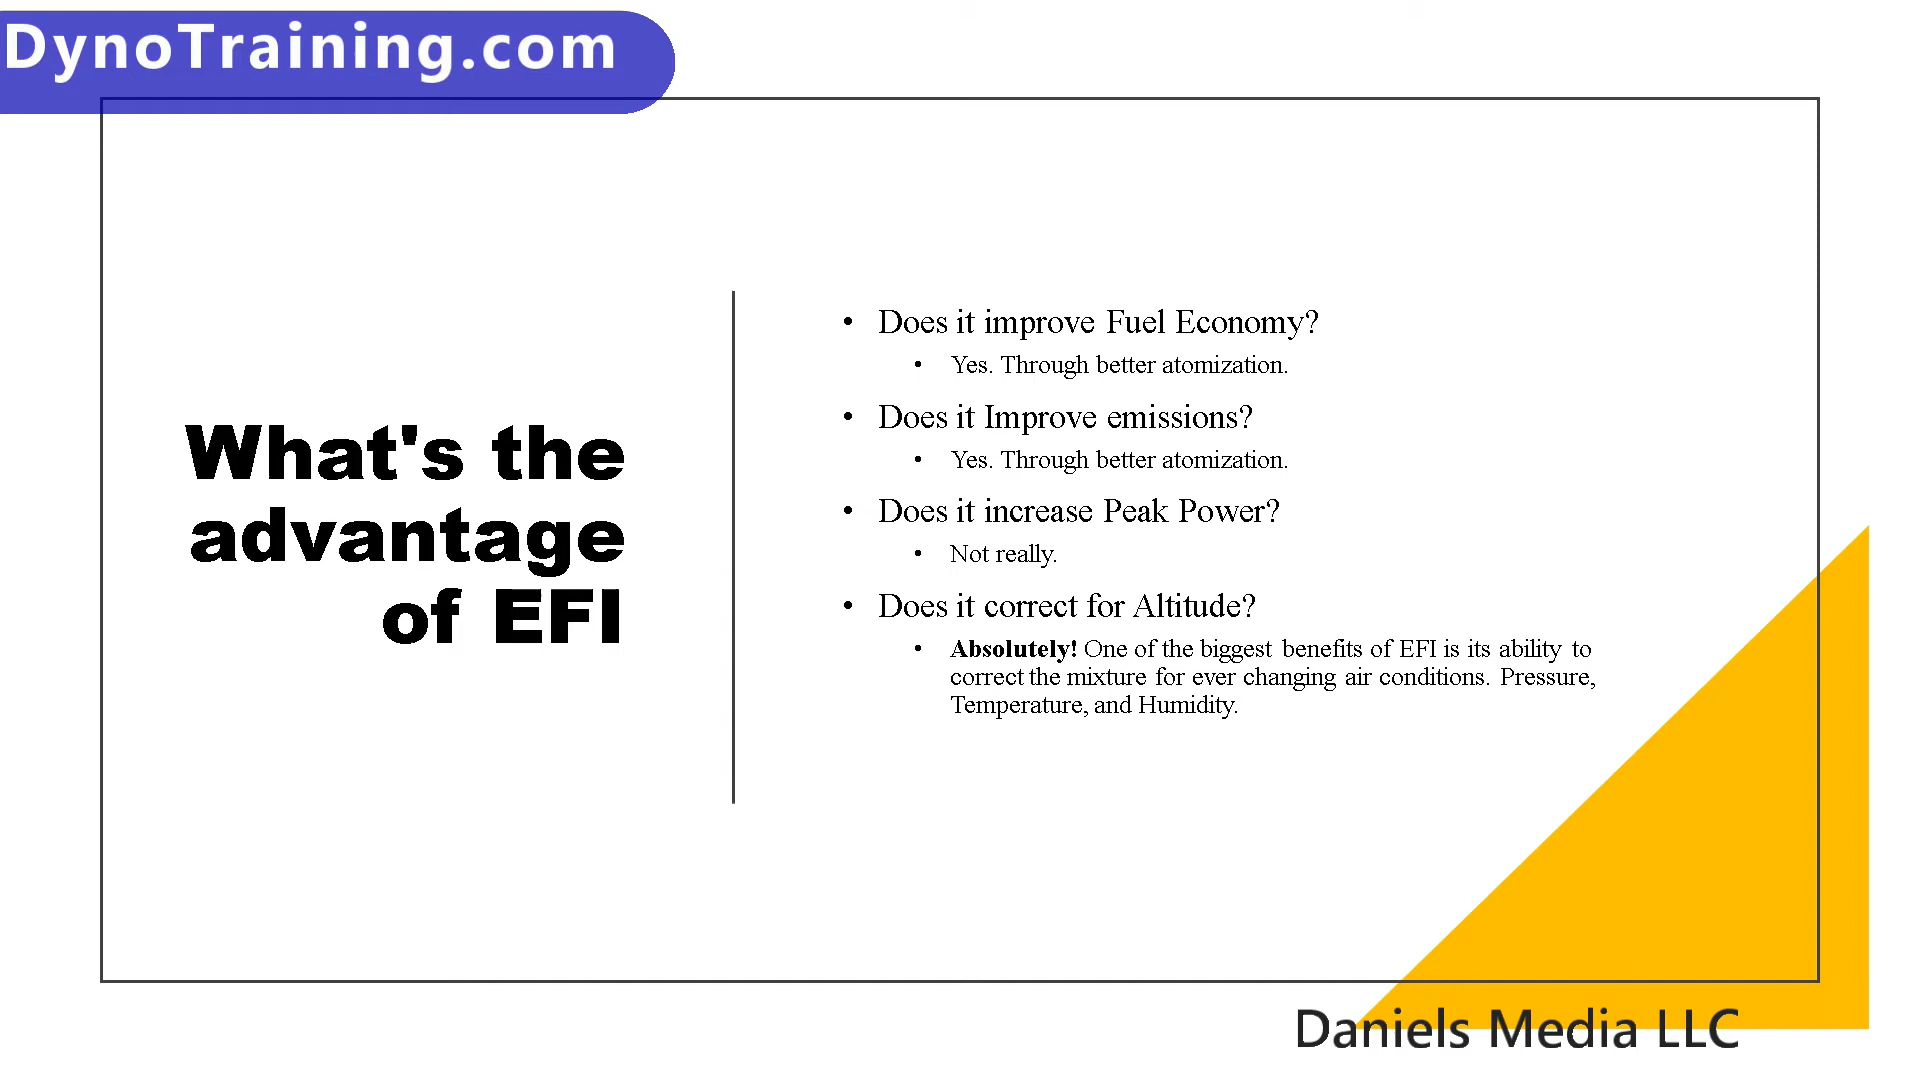 DynoTraining.com
What's the
advantage
of EFI
• Does it improve Fuel Economy?
• Yes. Through better atomization.
• Does it Improve emissions?
• Yes. Through better atomization.
• Does it increase Peak Power?
• Not really.
• Does it correct for Altitude?
• Absolutely! One of the biggest benefits of EFI is its ability to
correct the mixture for ever changing air conditions. Pressure,
Temperature, and Humidity.
Daniels Media LLC